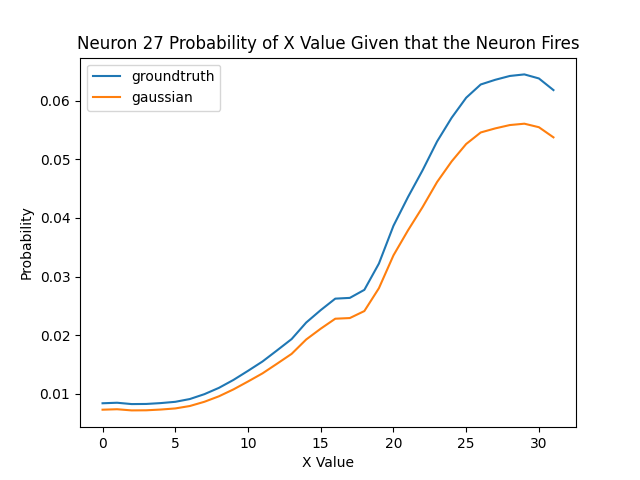 Neuron 27 Probability of X Value Given that the Neuron Fires
groundtruth
gaussian
0.06
0.05
0.04
0.03
0.02
0.01
Probability
0 5 10 15 20 25 30
X Value